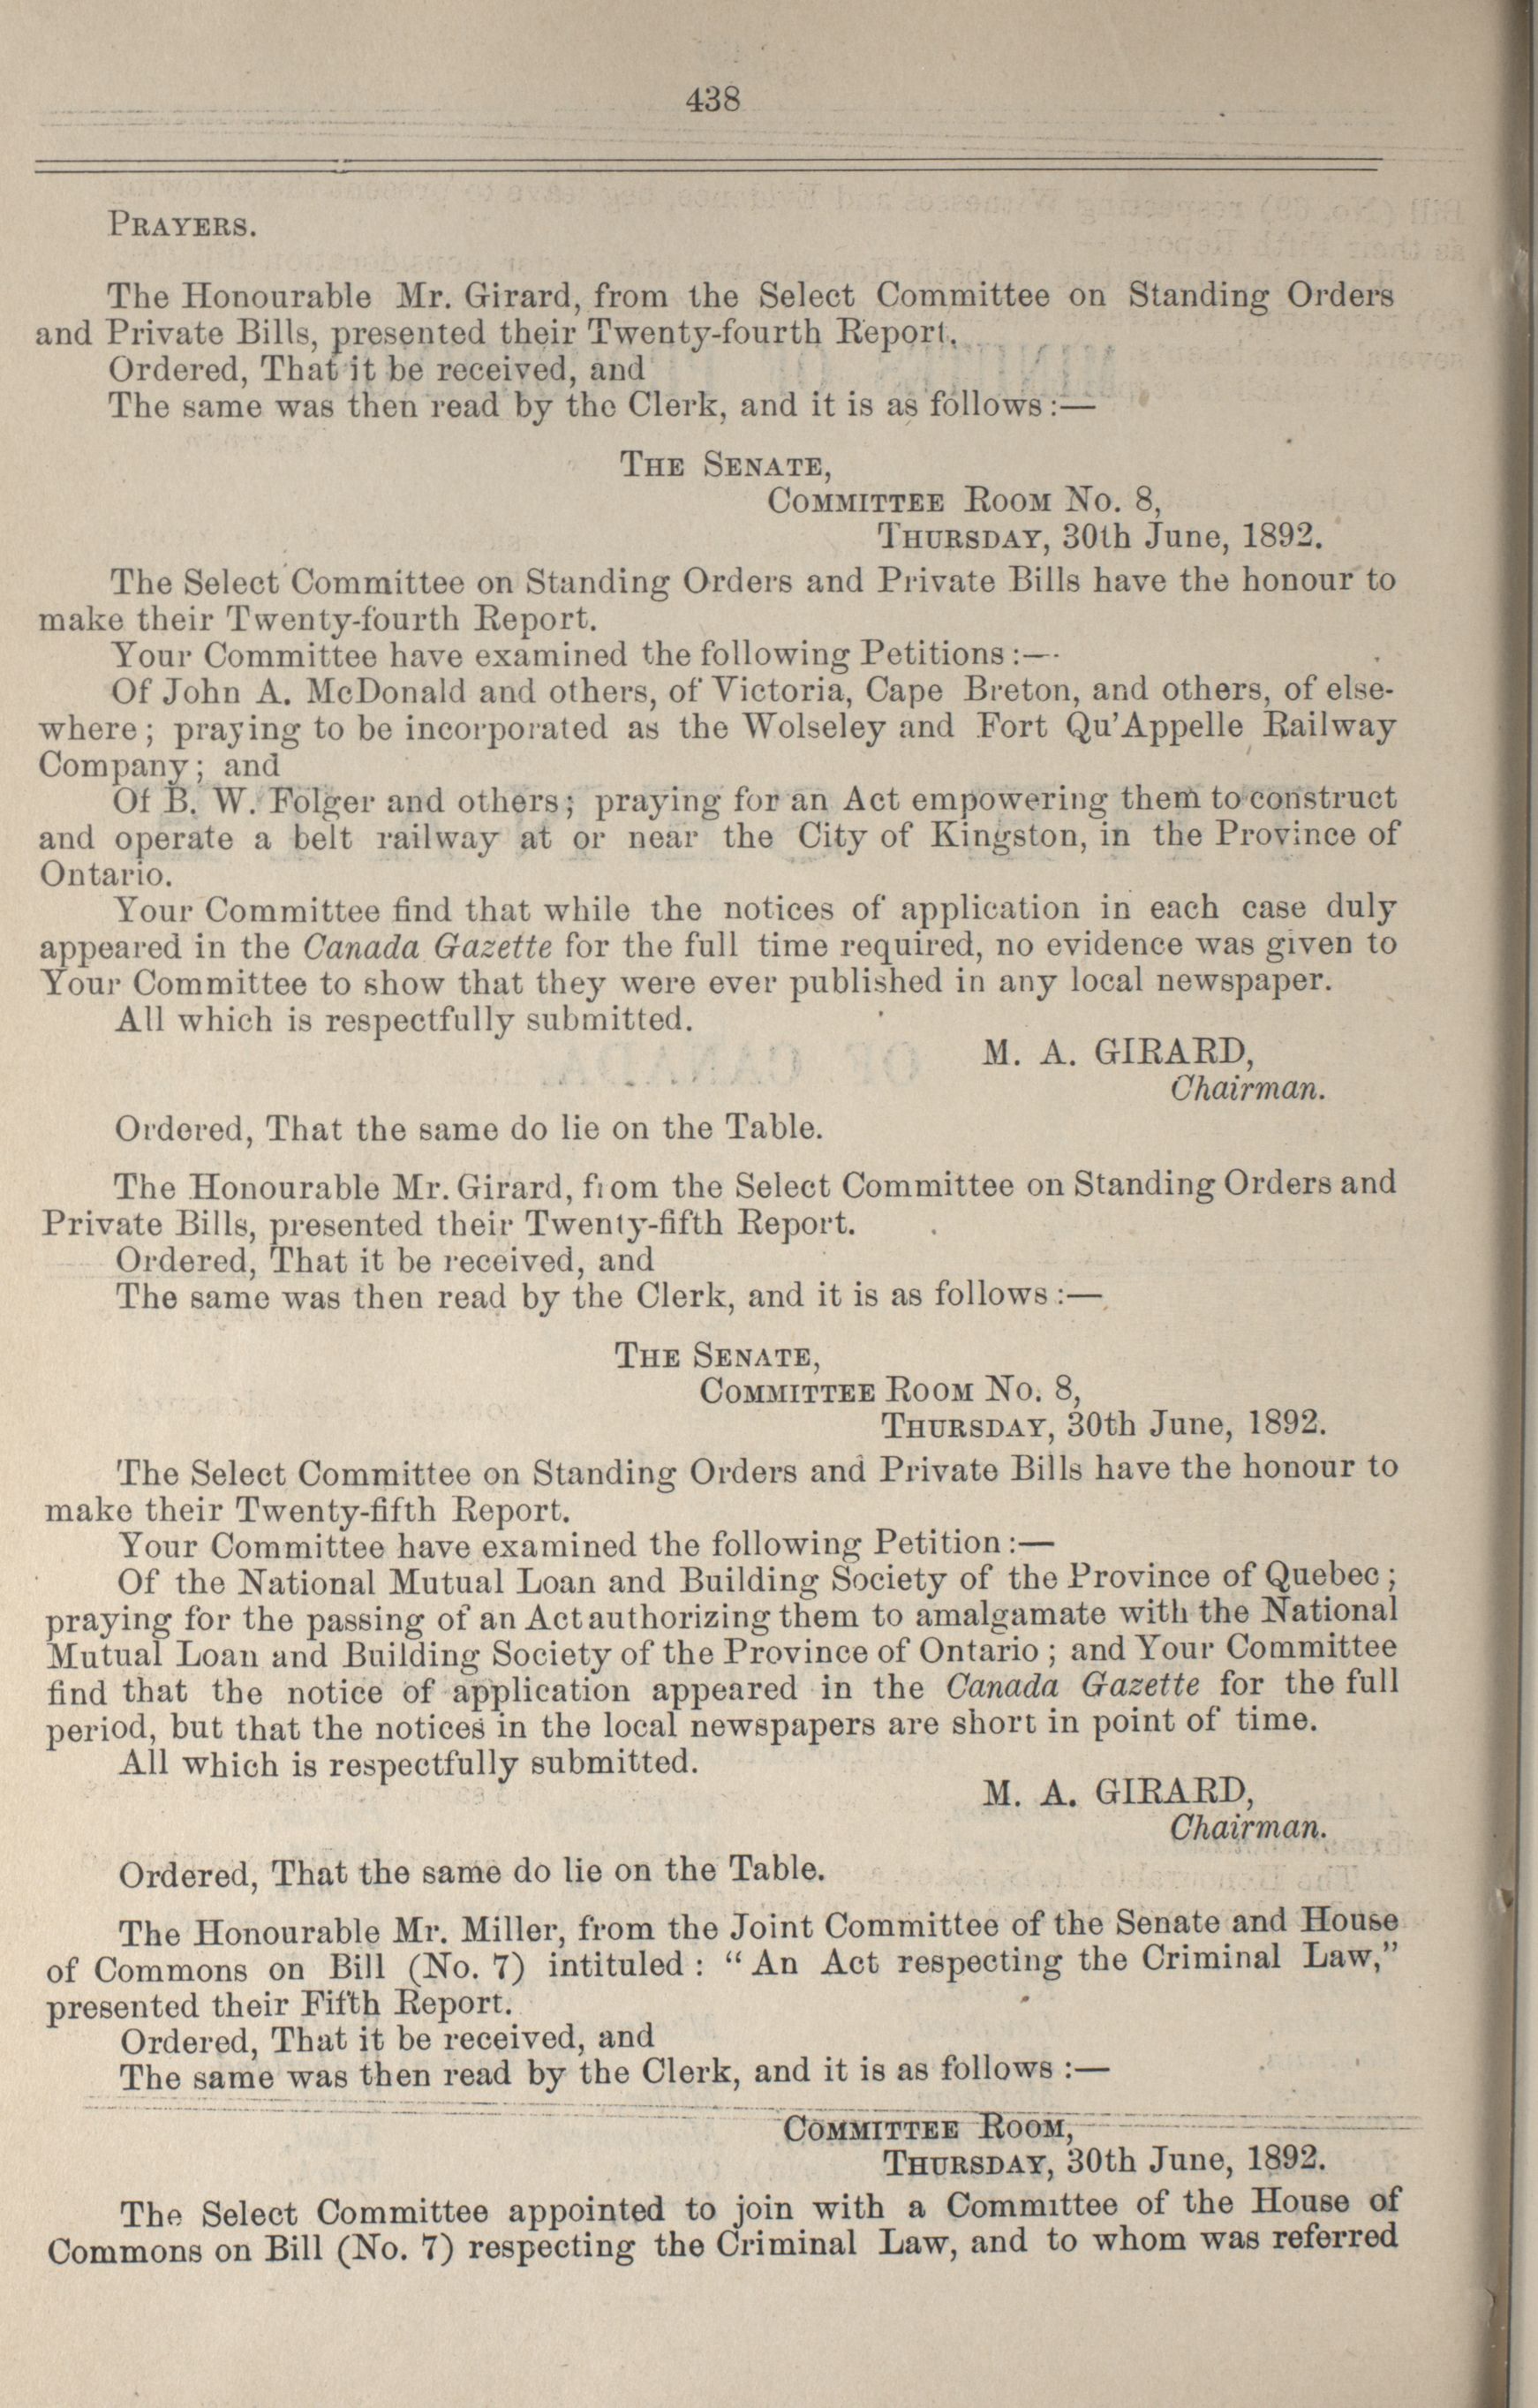 438
PRAYERS.
The Honourable Mr. Girard, from the Select Committee on Standing Orders
and Private Bills, presented their Twenty-fourth Report.
Ordered, That it be received, and
The same was then read by the Clerk, and it is as follows:—
THE SENATE,
COMMITTEE ROOM NO. 8,
THURSDAY, 30th June, 1892.
The Select Committee on Standing Orders and Private Bills have the honour to
make their Twenty-fourth Report.
Your Committee have examined the following Petitions:—
Of John A. McDonald and others, of Victoria, Cape Breton, and others, of else-
where; praying to be incorporated as the Wolseley and Fort Qu'Appelle Railway
Company; and
Of B. W. Folger and others; praying for an Act empowering them to construct
and operate a belt railway at or near the City of Kingston, in the Province of
Ontario.
Your Committee find that while the notices of application in each case duly
appeared in the Canada Gazette for the full time required, no evidence was given to
Your Committee to show that they were ever published in any local newspaper.
All which is respectfully submitted.
M. A. GIRARD,
Chairman.
Ordered, That the same do lie on the Table.
The Honourable Mr. Girard, from the Select Committee on Standing Orders and
Private Bills, presented their Twenty-fifth Report.
Ordered, That it be received, and
The same was then read by the Clerk, and it is as follows:—
THE SENATE,
COMMITTEE ROOM NO. 8,
THURSDAY, 30th June, 1892.
The Select Committee on Standing Orders and Private Bills have the honour to
make their Twenty-fifth Report.
Your Committee have examined the following Petition:—
Of the National Mutual Loan and Building Society of the Province of Quebec;
praying for the passing of an Act authorizing them to amalgamate with the National
Mutual Loan and Building Society of the Province of Ontario; and Your Committee
find that the notice of application appeared in the Canada Gazette for the full
period, but that the notices in the local newspapers are short in point of time.
All which is respectfully submitted.
M. A. GIRARD,
Chairman.
Ordered, That the same do lie on the Table.
The Honourable Mr. Miller, from the Joint Committee of the Senate and House
of Commons on Bill (No. 7) intituled: "An Act respecting the Criminal Law,"
presented their Fifth Report.
Ordered, That it be received, and
The same was then read by the Clerk, and it is as follows:—
COMMITTEE ROOM,
THURSDAY, 30th June, 1892.
The Select Committee appointed to join with a Committee of the House of
Commons on Bill (No. 7) respecting the Criminal Law, and to whom was referred